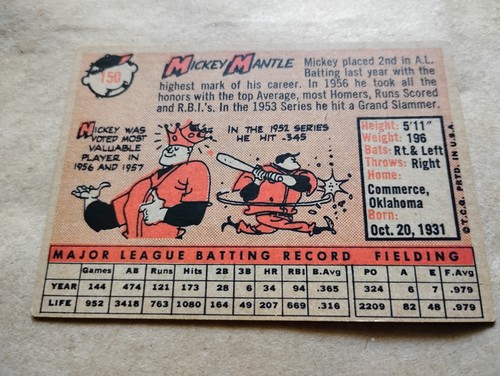 150
MICKEY MANTLE
Mickey placed 2nd in A.L.
Batting last year with the
highest mark of his career. In 1956 he took all the
honors with the top Average, most Homers, Runs Scored
and R.B.I.'s. In the 1953 Series he hit a Grand Slammer.
MICKEY WAS
VOTED MOST
VALUABLE
PLAYER IN
1956 AND 1957
IN THE 1952 SERIES
HE HIT .345
Height: 5'11"
Weight: 196
Bats: Rt. & Left
Throws: Right
Home:
Commerce,
Oklahoma
Born:
Oct. 20, 1931
© T.C.G. PRTD. IN U.S.A.
MAJOR LEAGUE BATTING RECORD FIELDING
Games AB Runs Hits 2B 3B HR RBI B.Avg PO A E F.Avg
YEAR 144 474 121 173 28 6 34 94 .365 324 6 7 .979
LIFE 952 3418 763 1080 164 49 207 669 .316 2209 82 48 .979